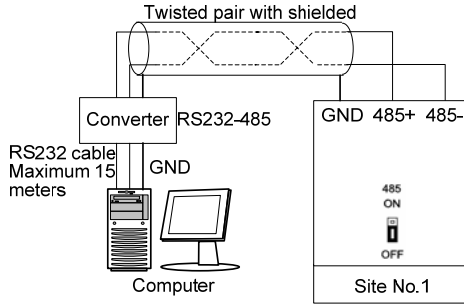 Twisted pair with shielded
Converter RS232-485
GND 485+ 485-
RS232 cable
Maximum 15
meters
GND
485
ON
OFF
Computer
Site No.1